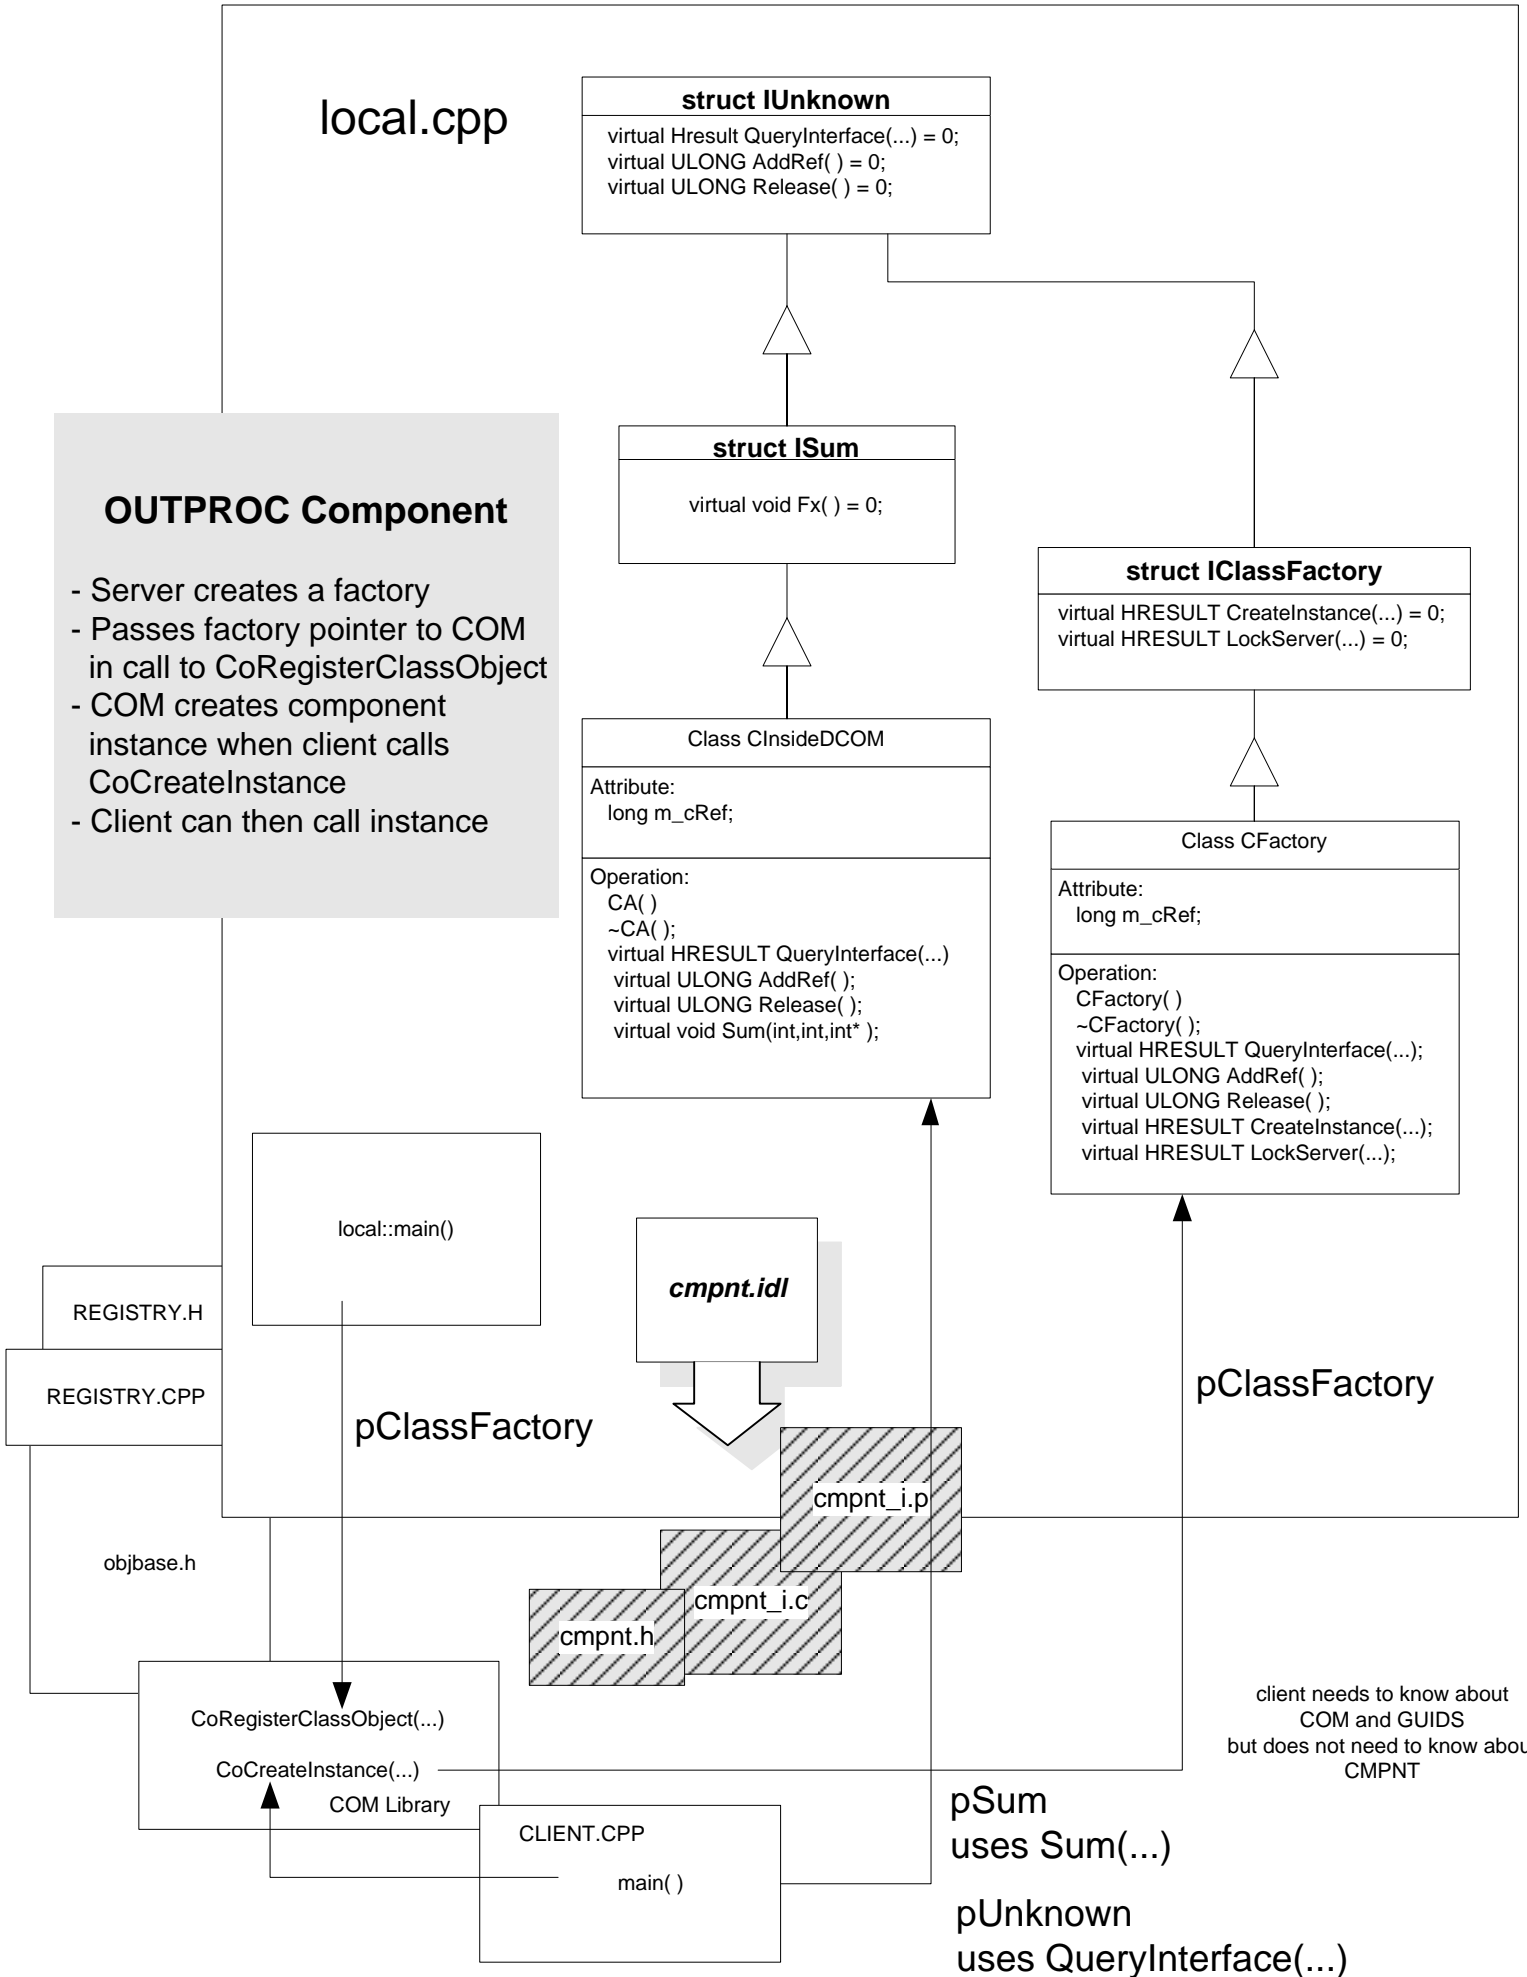 local.cpp
struct IUnknown
virtual Hresult QueryInterface(...) = 0;
virtual ULONG AddRef( ) = 0;
virtual ULONG Release( ) = 0;
OUTPROC Component
- Server creates a factory
- Passes factory pointer to COM
in call to CoRegisterClassObject
- COM creates component
instance when client calls
CoCreateInstance
- Client can then call instance
struct ISum
virtual void Fx( ) = 0;
struct IClassFactory
virtual HRESULT CreateInstance(...) = 0;
virtual HRESULT LockServer(...) = 0;
Class CInsideDCOM
Attribute:
long m_cRef;
Operation:
CA( )
~CA( );
virtual HRESULT QueryInterface(...)
virtual ULONG AddRef( );
virtual ULONG Release( );
virtual void Sum(int,int,int* );
Class CFactory
Attribute:
long m_cRef;
Operation:
CFactory( )
~CFactory( );
virtual HRESULT QueryInterface(...);
virtual ULONG AddRef( );
virtual ULONG Release( );
virtual HRESULT CreateInstance(...);
virtual HRESULT LockServer(...);
local::main()
cmpnt.idl
REGISTRY.H
REGISTRY.CPP
pClassFactory
pClassFactory
cmpnt_i.p
cmpnt_i.c
cmpnt.h
objbase.h
CoRegisterClassObject(...)
CoCreateInstance(...)
COM Library
client needs to know about
COM and GUIDS
but does not need to know abou
CMPNT
CLIENT.CPP
main( )
pSum
uses Sum(...)
pUnknown
uses QueryInterface(...)